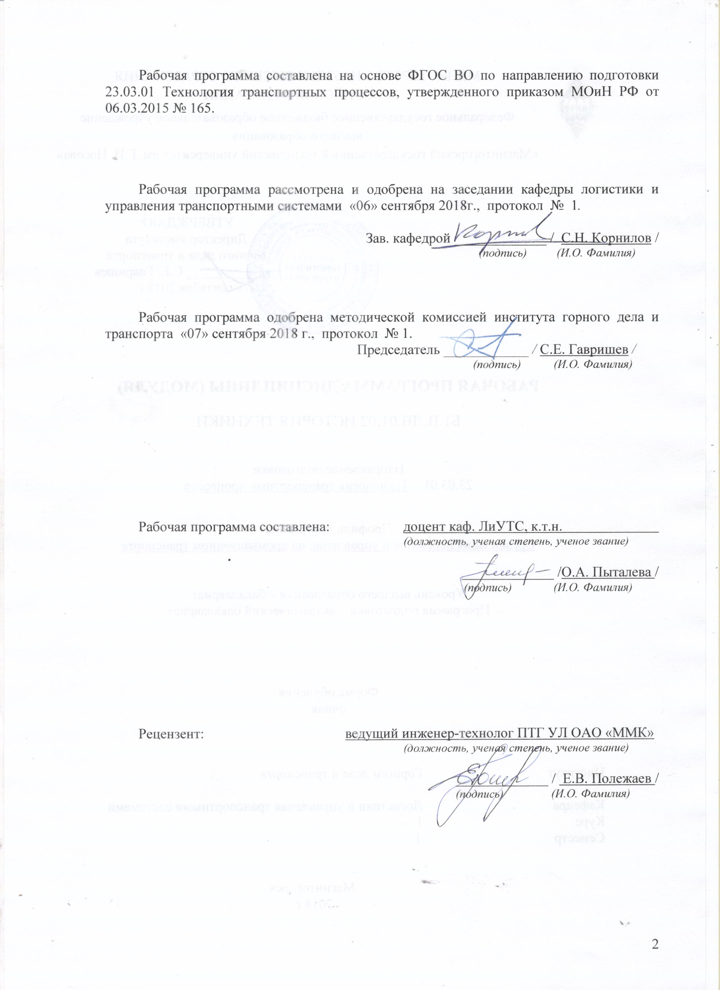 Рабочая программа составлена на основе ФГОС ВО по направлению подготовки
23.03.01 Технология транспортных процессов, утвержденного приказом МОиН РФ от
06.03.2015 № 165.
Рабочая программа рассмотрена и одобрена на заседании кафедры логистики и
управления транспортными системами «06» сентября 2018г., протокол № 1.
Зав. кафедрой ____________ / С.Н. Корнилов /
(подпись) (И.О. Фамилия)
Рабочая программа одобрена методической комиссией института горного дела и
транспорта «07» сентября 2018 г., протокол № 1.
Председатель ____________ / С.Е. Гавришев /
(подпись) (И.О. Фамилия)
Рабочая программа составлена: доцент каф. ЛиУТС, к.т.н.
(должность, ученая степень, ученое звание)
____________ /О.А. Пыталева /
(подпись) (И.О. Фамилия)
Рецензент: ведущий инженер-технолог ПТГ УЛ ОАО «ММК»
(должность, ученая степень, ученое звание)
____________ / Е.В. Полежаев /
(подпись) (И.О. Фамилия)
2